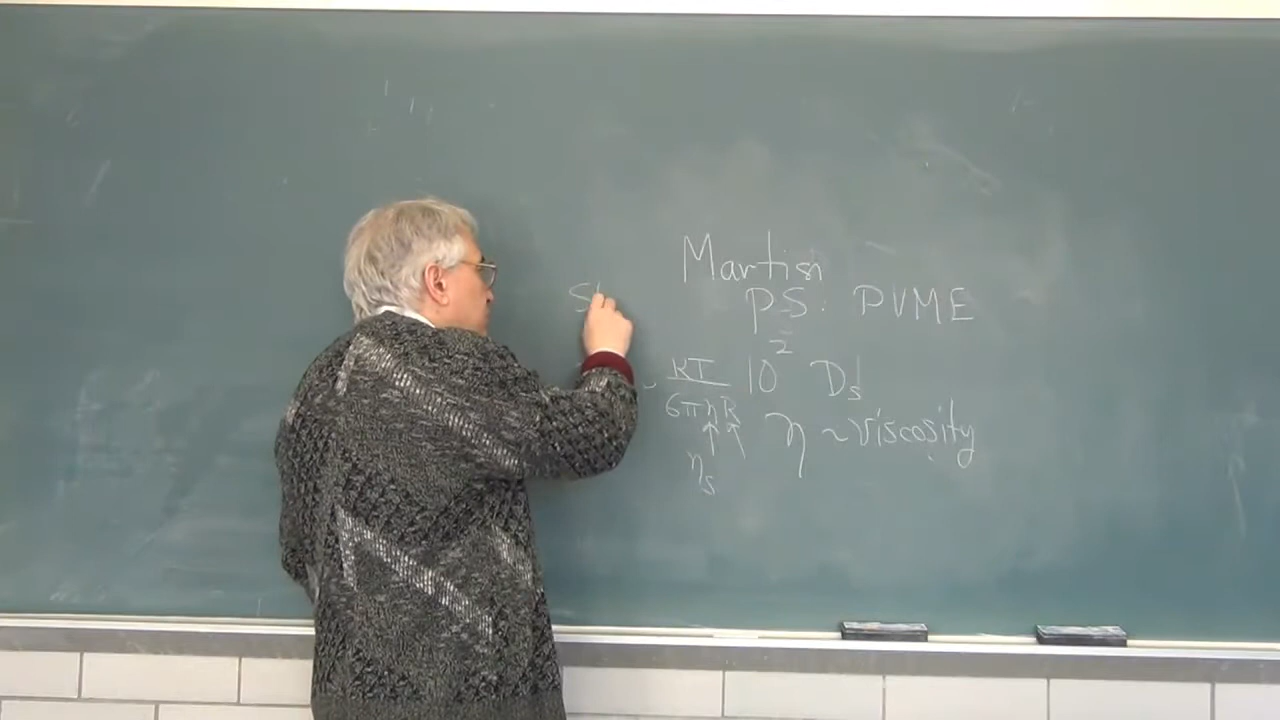 Martin
PS: PVME
S
kT
6πηR
10² Ds
η ~ viscosity
ηs